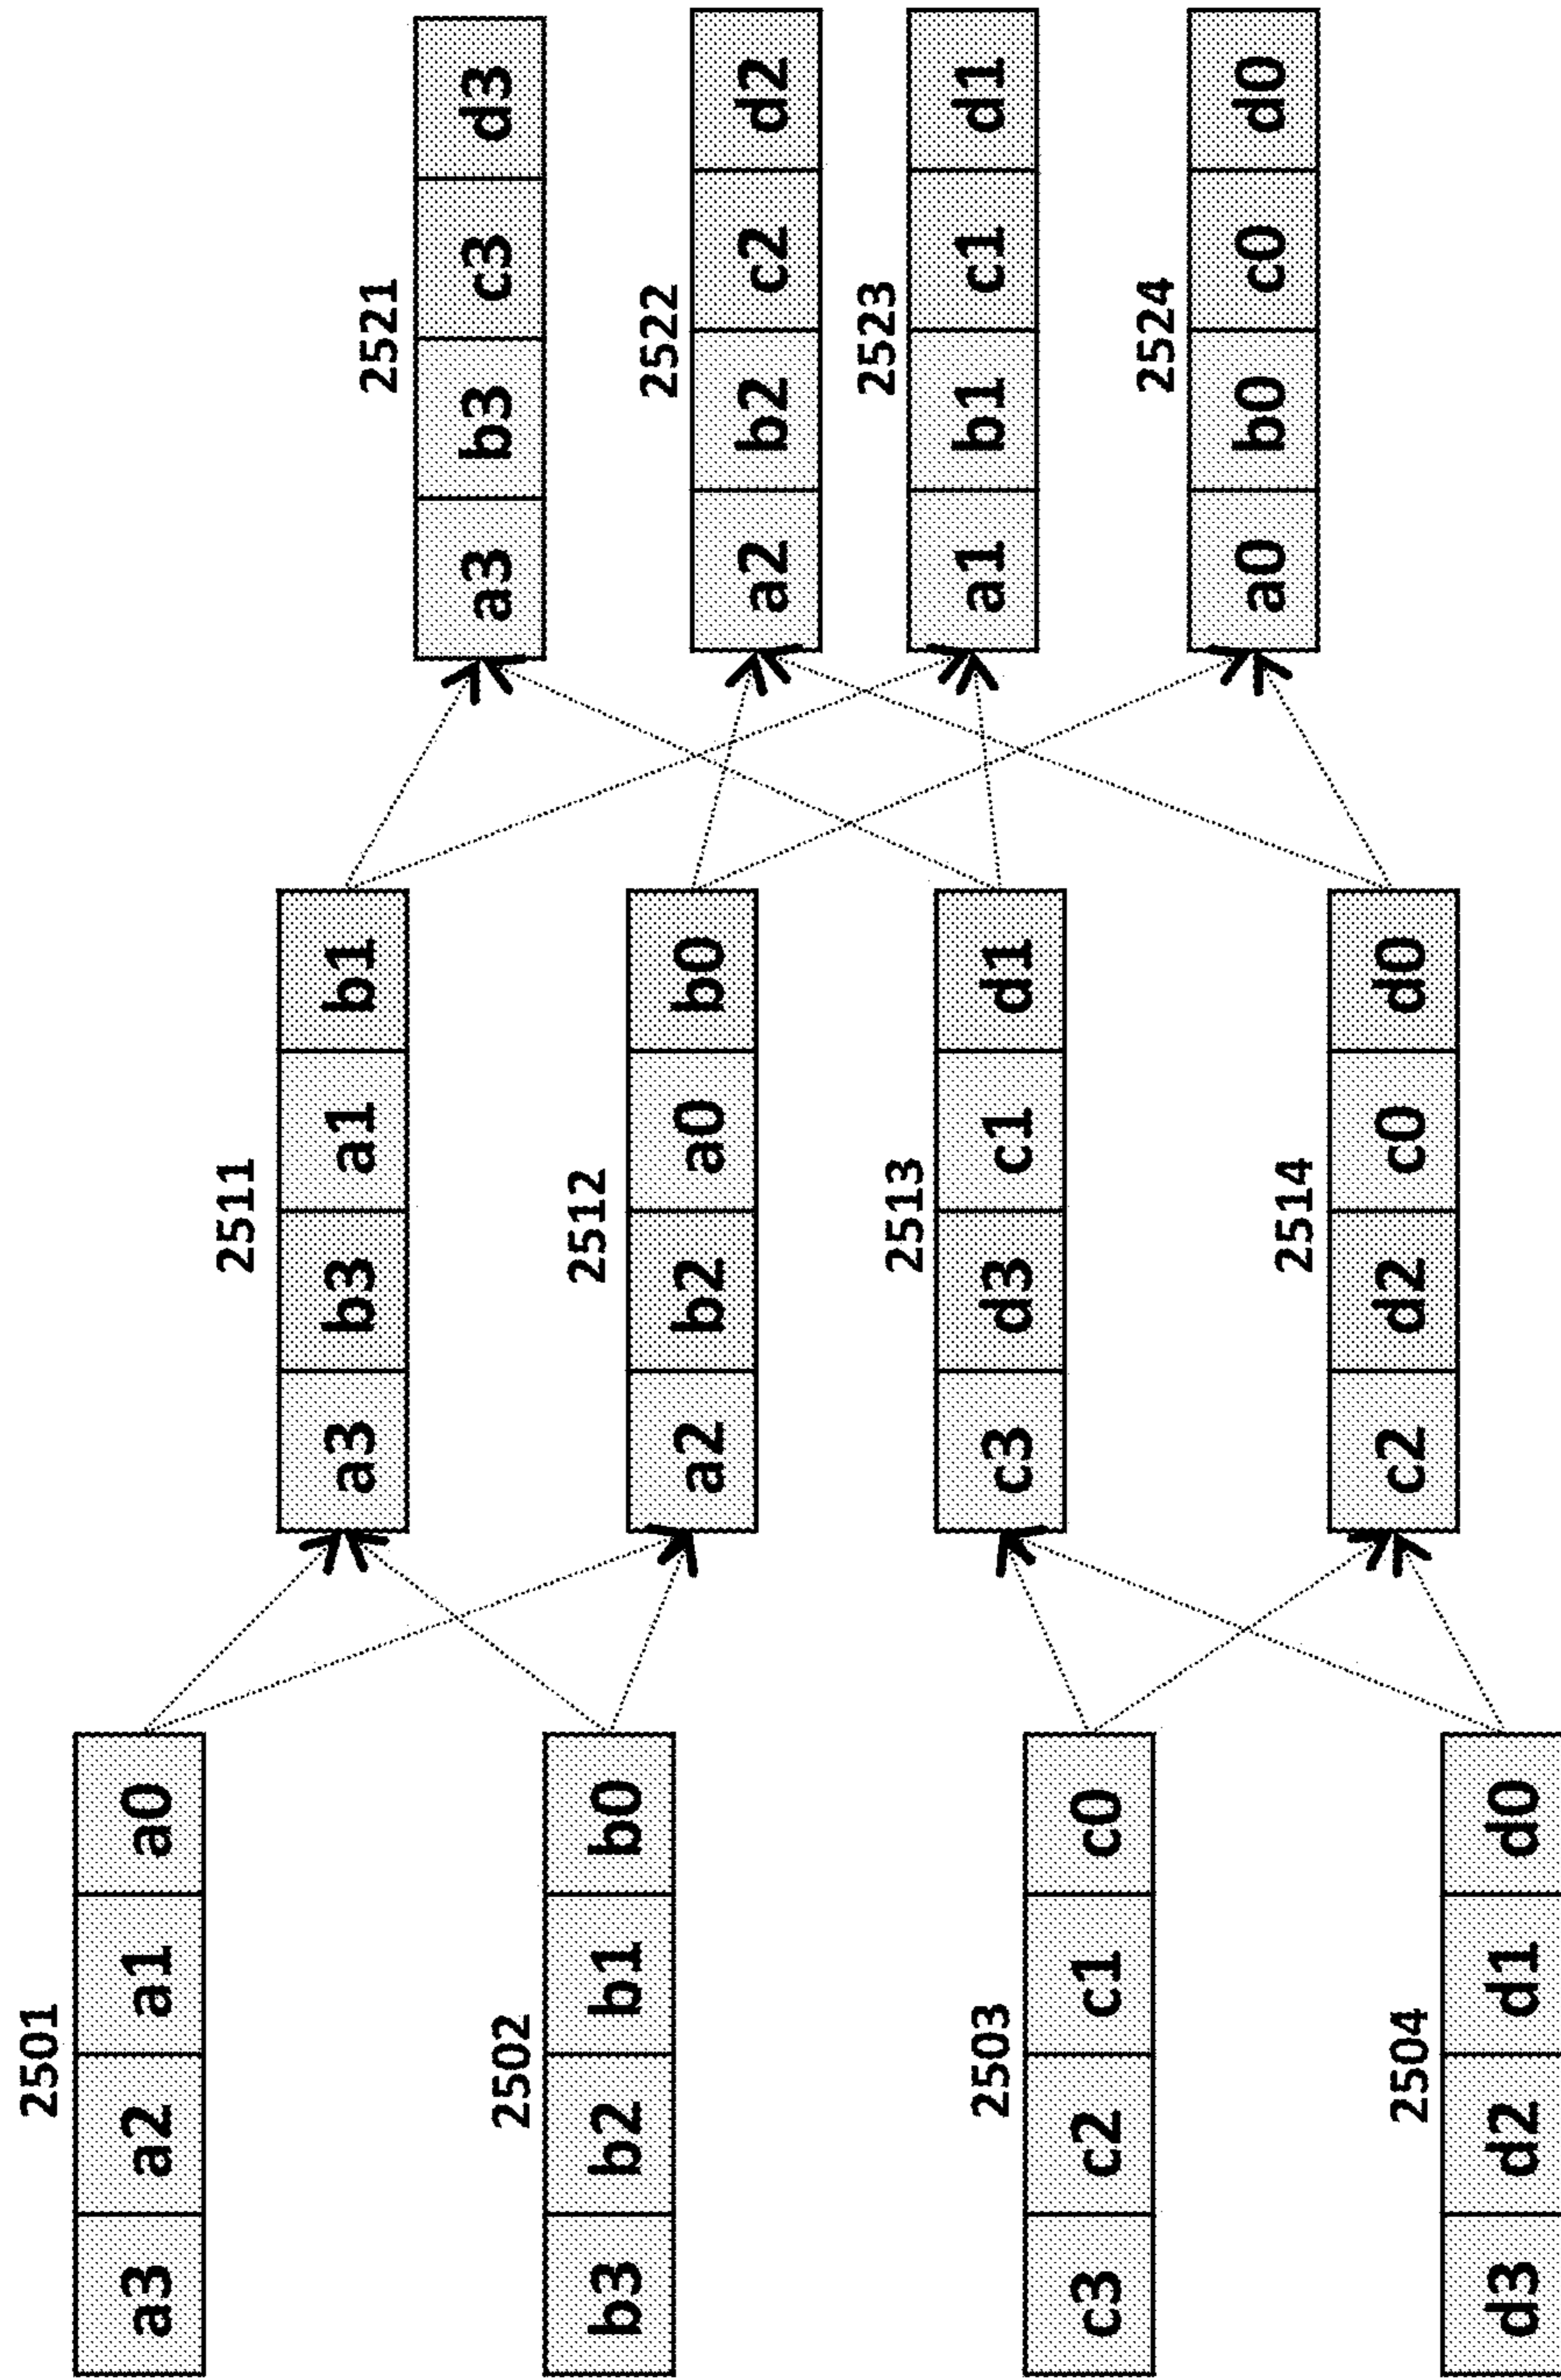 2501
a3 a2 a1 a0
2502
b3 b2 b1 b0
2503
c3 c2 c1 c0
2504
d3 d2 d1 d0
2511
a3 b3 a1 b1
2512
a2 b2 a0 b0
2513
c3 d3 c1 d1
2514
c2 d2 c0 d0
2521
a3 b3 c3 d3
2522
a2 b2 c2 d2
2523
a1 b1 c1 d1
2524
a0 b0 c0 d0